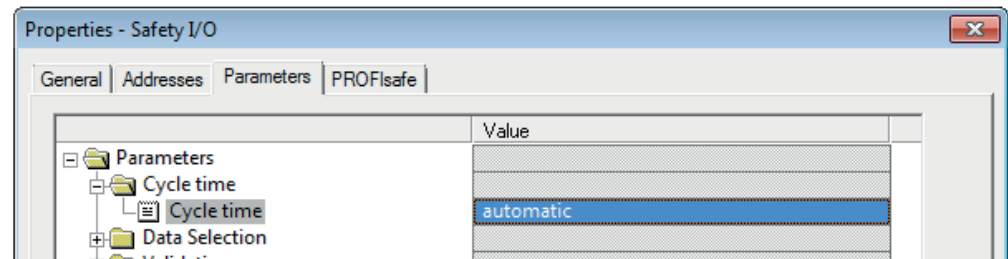 Properties - Safety I/O
General Addresses Parameters PROFIsafe
Value
Parameters
Cycle time
Cycle time automatic
Data Selection